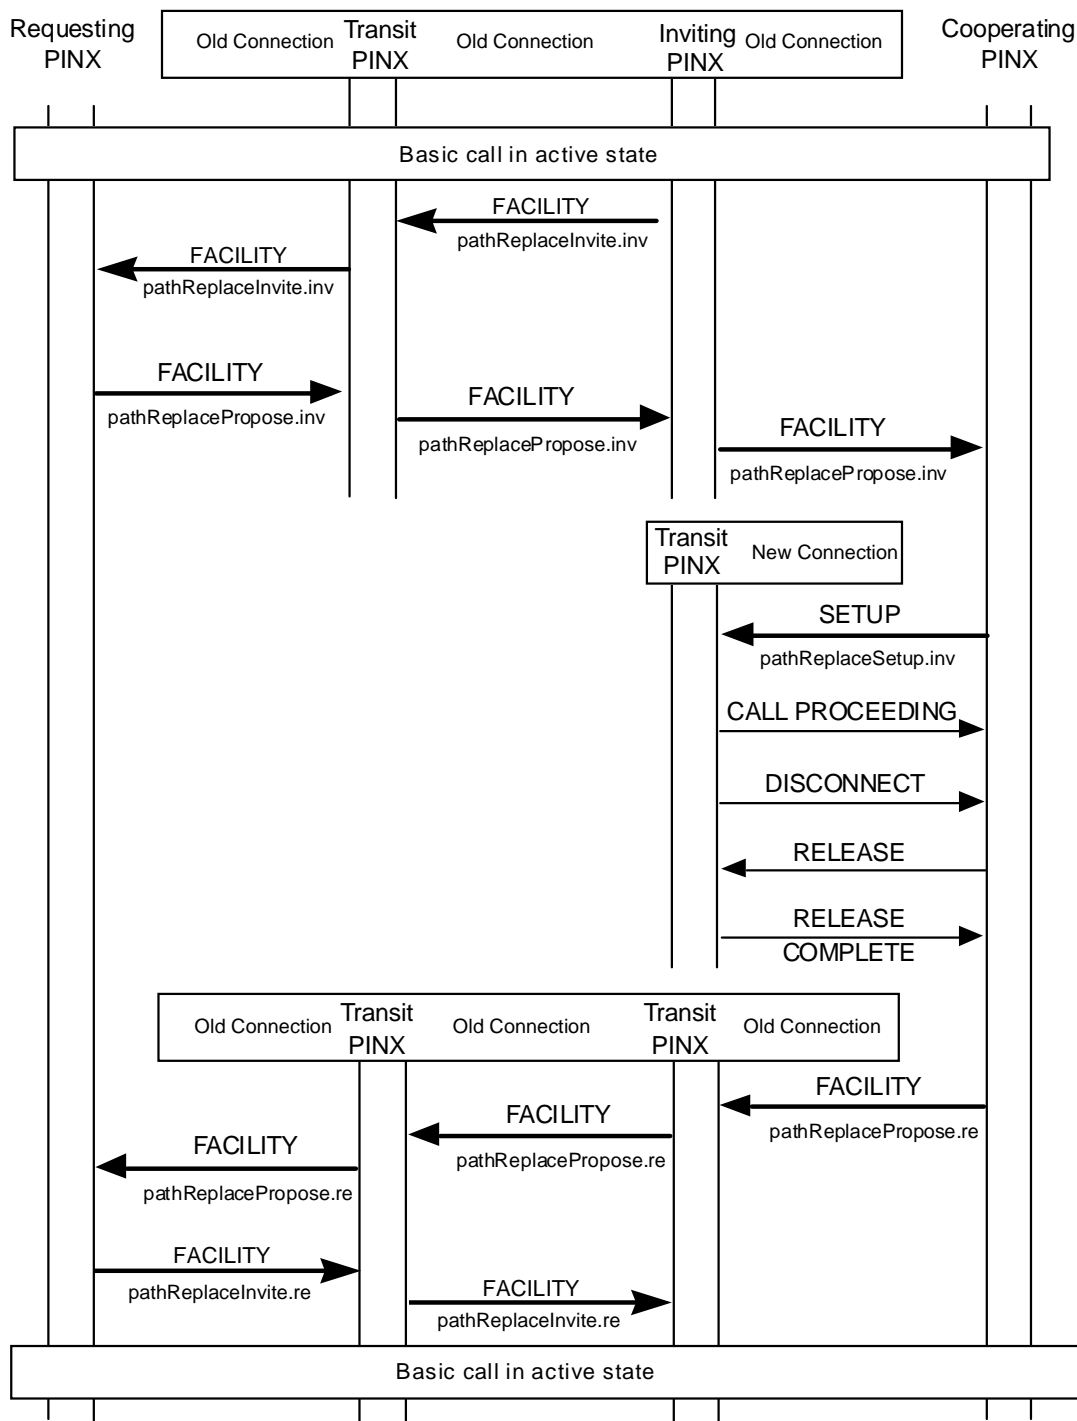 Requesting
PINX
Old Connection
Transit
PINX
Old Connection
Inviting
PINX
Old Connection
Cooperating
PINX
Basic call in active state
FACILITY
pathReplaceInvite.inv
FACILITY
pathReplaceInvite.inv
FACILITY
pathReplacePropose.inv
FACILITY
pathReplacePropose.inv
FACILITY
pathReplacePropose.inv
Transit
PINX
New Connection
SETUP
pathReplaceSetup.inv
CALL PROCEEDING
DISCONNECT
RELEASE
RELEASE
COMPLETE
Old Connection
Transit
PINX
Old Connection
Transit
PINX
Old Connection
FACILITY
pathReplacePropose.re
FACILITY
pathReplacePropose.re
FACILITY
pathReplacePropose.re
FACILITY
pathReplaceInvite.re
FACILITY
pathReplaceInvite.re
Basic call in active state